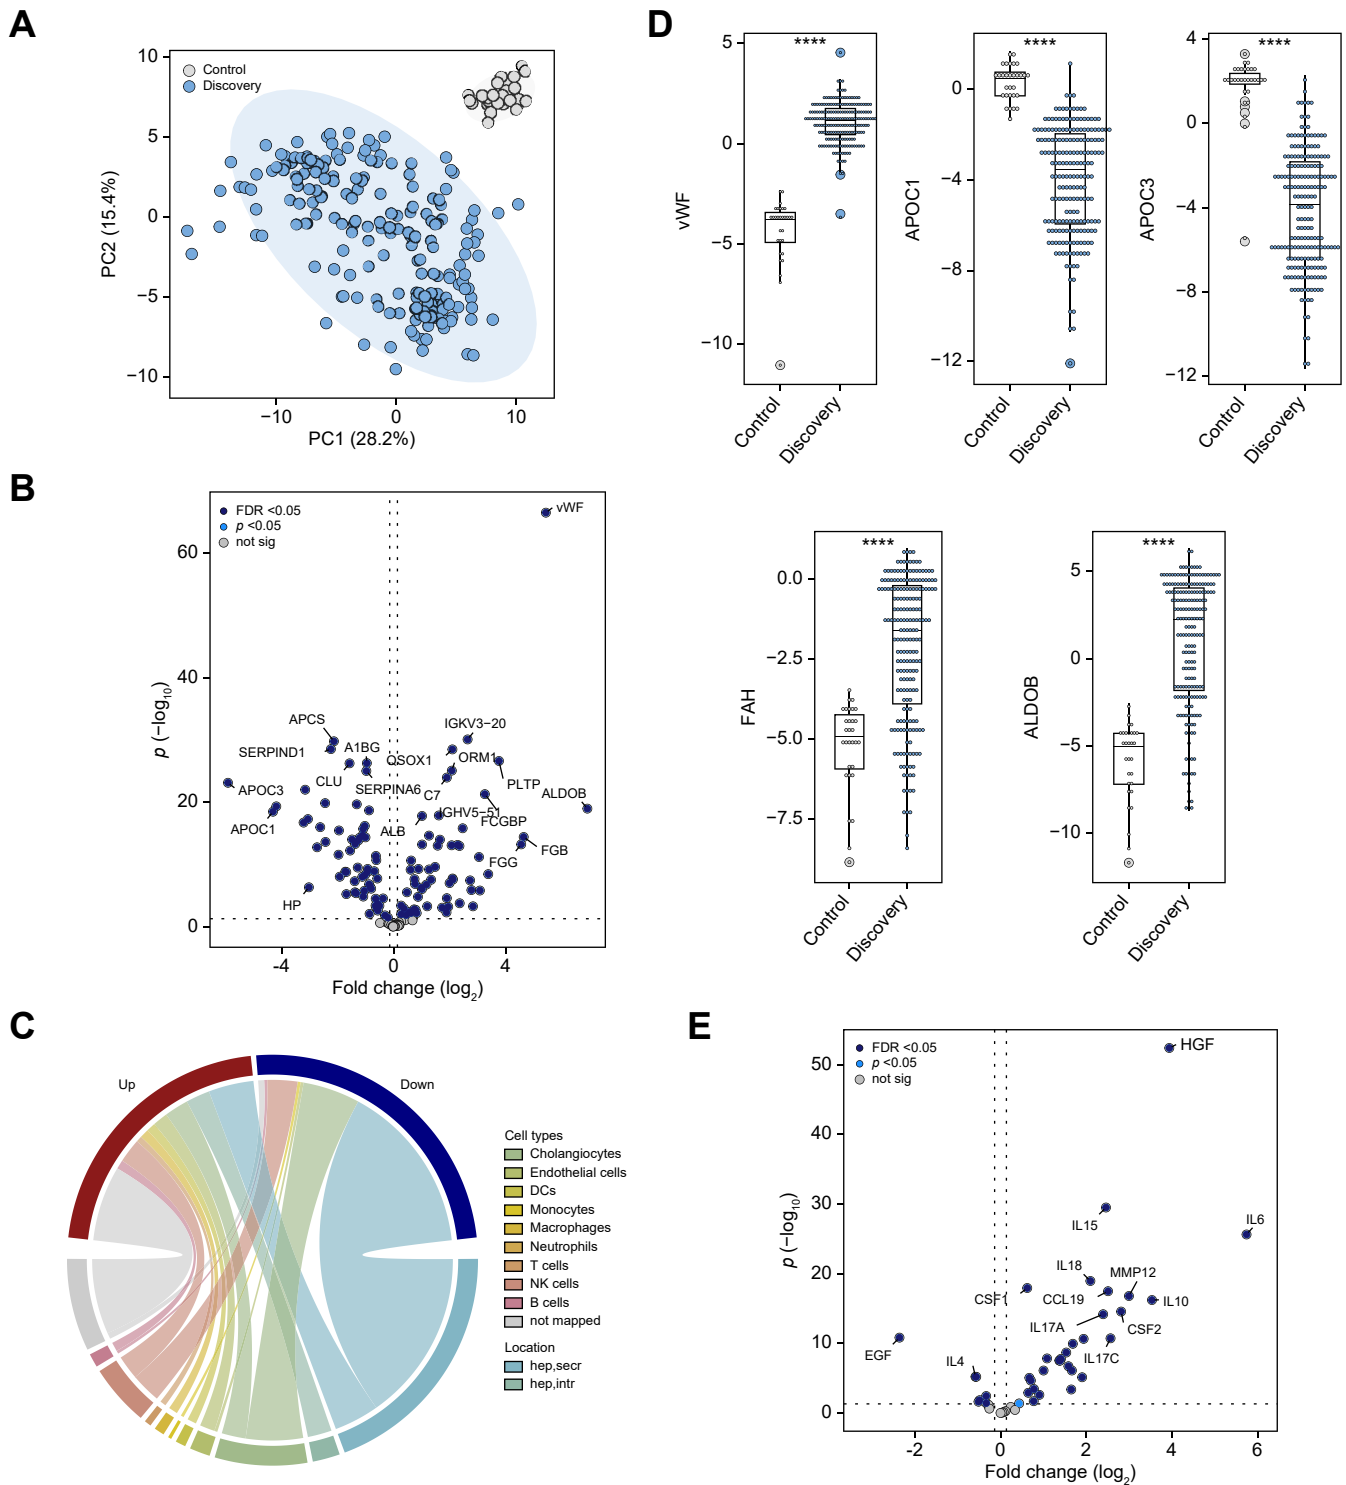 A
10
5
0
−5
−10
−10
0
10
PC2 (15.4%)
PC1 (28.2%)
Control
Discovery
B
FDR <0.05
p <0.05
not sig
vWF
60
40
20
0
-4
0
4
p (−log10)
Fold change (log2)
APCS
SERPIND1
A1BG
QSOX1
IGKV3−20
ORM1
CLU
SERPINA6
C7
PLTP
APOC3
IGHV5−51
ALDOB
APOC1
ALB
FCGBP
FGG
FGB
HP
C
Up
Down
Cell types
Cholangiocytes
Endothelial cells
DCs
Monocytes
Macrophages
Neutrophils
T cells
NK cells
B cells
not mapped
Location
hep,secr
hep,intr
D
****
5
0
−5
−10
vWF
Control
Discovery
****
0
−4
−8
−12
APOC1
Control
Discovery
****
4
0
−4
−8
−12
APOC3
Control
Discovery
****
0.0
−2.5
−5.0
−7.5
FAH
Control
Discovery
****
5
0
−5
−10
ALDOB
Control
Discovery
E
FDR <0.05
p <0.05
not sig
HGF
50
40
30
20
10
0
-2
0
2
4
6
p (−log10)
Fold change (log2)
IL15
IL6
IL18
MMP12
CSF1
CCL19
IL10
IL17A
CSF2
EGF
IL4
IL17C